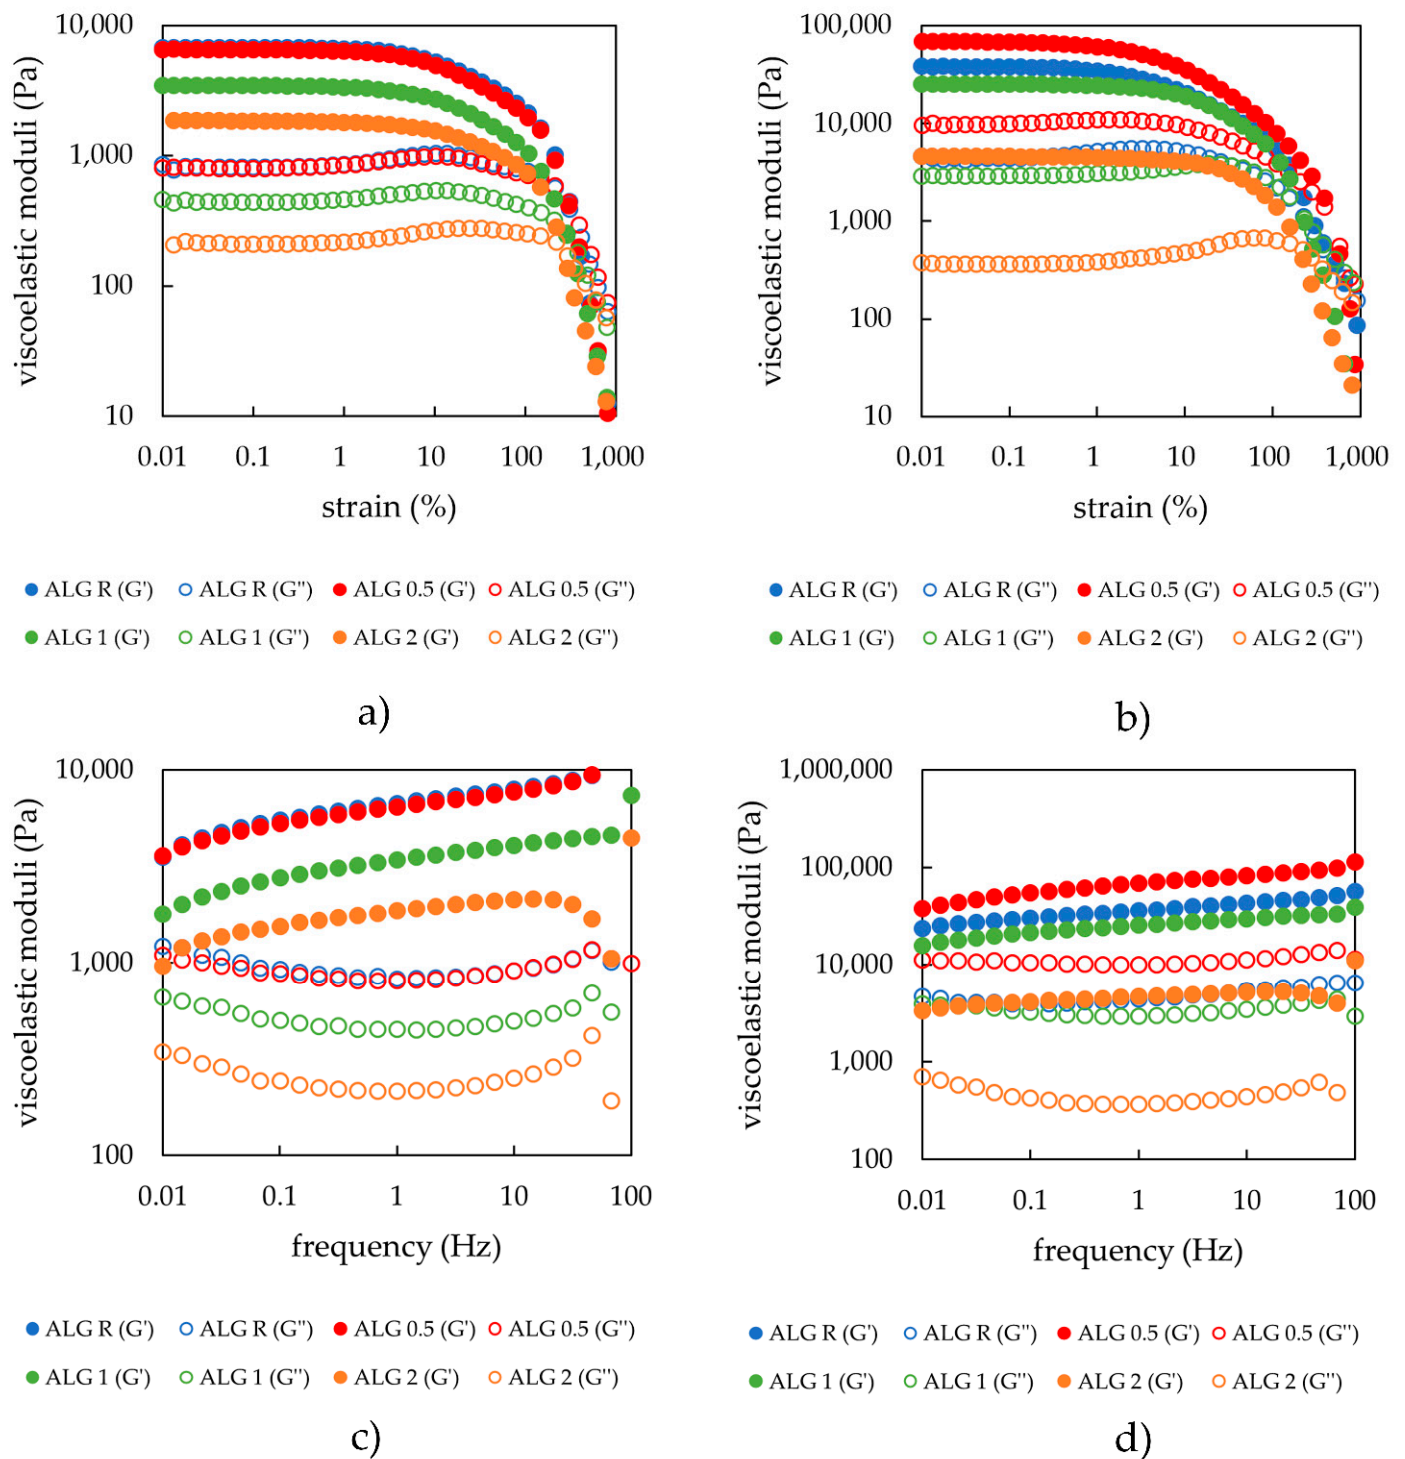 10,000
1,000
100
10
viscoelastic moduli (Pa)
0.01 0.1 1 10 100 1,000
strain (%)
ALG R (G') ALG R (G'') ALG 0.5 (G') ALG 0.5 (G'')
ALG 1 (G') ALG 1 (G'') ALG 2 (G') ALG 2 (G'')
a)
100,000
10,000
1,000
100
10
viscoelastic moduli (Pa)
0.01 0.1 1 10 100 1,000
strain (%)
ALG R (G') ALG R (G'') ALG 0.5 (G') ALG 0.5 (G'')
ALG 1 (G') ALG 1 (G'') ALG 2 (G') ALG 2 (G'')
b)
10,000
1,000
100
viscoelastic moduli (Pa)
0.01 0.1 1 10 100
frequency (Hz)
ALG R (G') ALG R (G'') ALG 0.5 (G') ALG 0.5 (G'')
ALG 1 (G') ALG 1 (G'') ALG 2 (G') ALG 2 (G'')
c)
1,000,000
100,000
10,000
1,000
100
viscoelastic moduli (Pa)
0.01 0.1 1 10 100
frequency (Hz)
ALG R (G') ALG R (G'') ALG 0.5 (G') ALG 0.5 (G'')
ALG 1 (G') ALG 1 (G'') ALG 2 (G') ALG 2 (G'')
d)